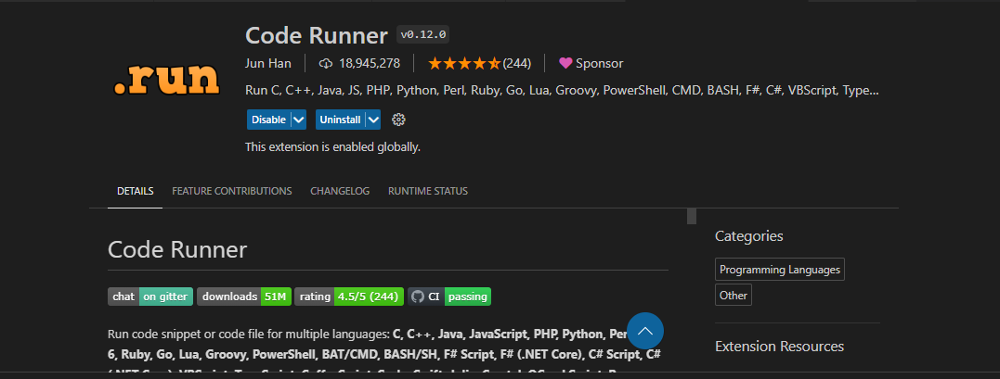 .run
Code Runner v0.12.0
Jun Han 18,945,278 (244) Sponsor
Run C, C++, Java, JS, PHP, Python, Perl, Ruby, Go, Lua, Groovy, PowerShell, CMD, BASH, F#, C#, VBScript, Type...
Disable Uninstall
This extension is enabled globally.
DETAILS FEATURE CONTRIBUTIONS CHANGELOG RUNTIME STATUS
Code Runner
chat on gitter downloads 51M rating 4.5/5 (244) CI passing
Run code snippet or code file for multiple languages: C, C++, Java, JavaScript, PHP, Python,
6, Ruby, Go, Lua, Groovy, PowerShell, BAT/CMD, BASH/SH, F# Script, F# (.NET Core), C# Script, C#
Categories
Programming Languages
Other
Extension Resources